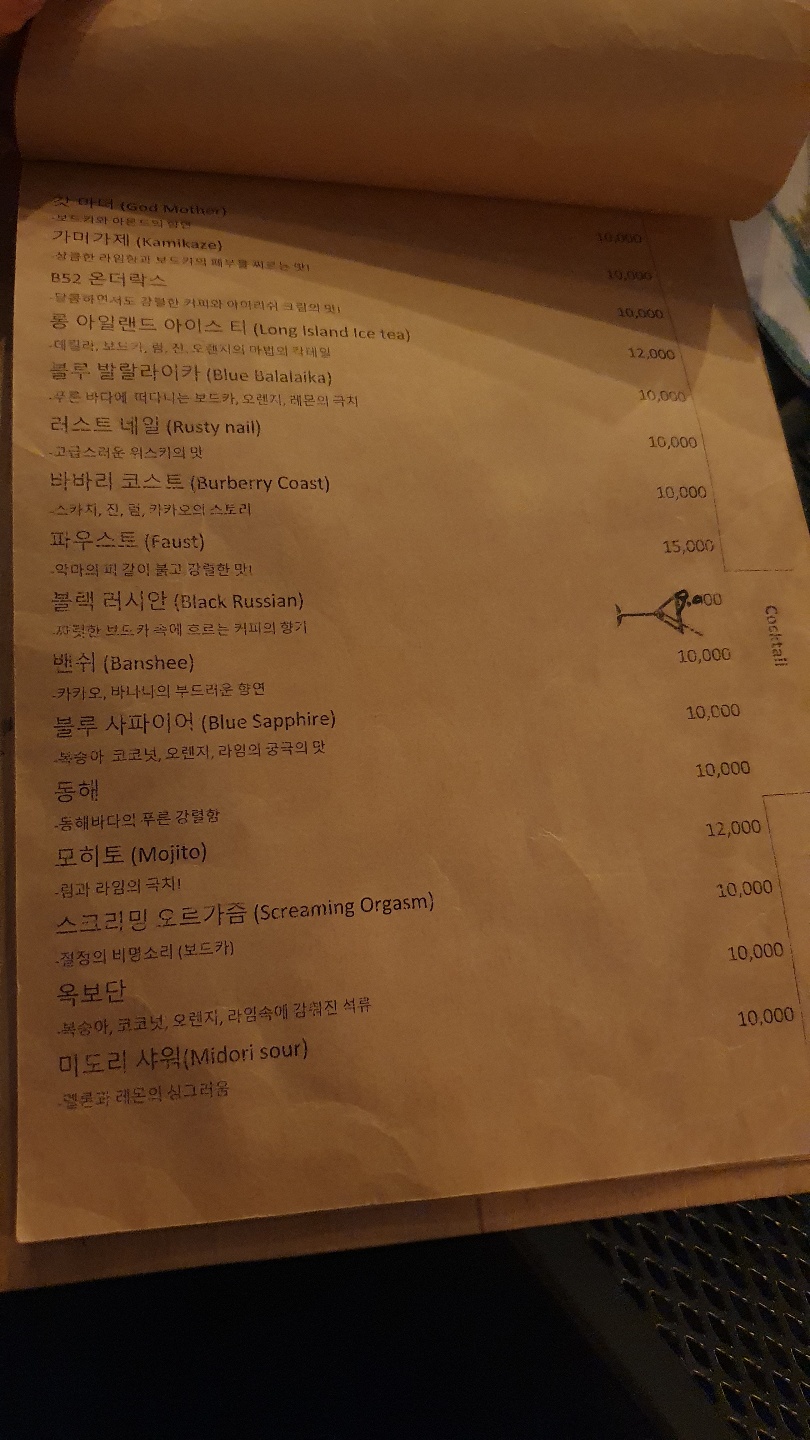 갓 마더 (God Mother)
-보드카와 아몬드의 향연
10,000
가미가제 (Kamikaze)
-상큼한 라임향과 보드카의 폐부를 찌르는 맛!
10,000
B52 온더락스
-달콤하면서도 강렬한 커피와 아이리쉬 크림의 맛!
10,000
롱 아일랜드 아이스 티 (Long Island Ice tea)
-데킬라, 보드카, 럼, 진, 오렌지의 마법의 칵테일
12,000
블루 발랄라이카 (Blue Balalaika)
-푸른 바다에 떠다니는 보드카, 오렌지, 레몬의 극치
10,000
러스트 네일 (Rusty nail)
-고급스러운 위스키의 맛
10,000
바바리 코스트 (Burberry Coast)
-스카치, 진, 럼, 카카오의 스토리
10,000
파우스트 (Faust)
-악마의 피 같이 붉고 강렬한 맛!
15,000
블랙 러시안 (Black Russian)
-짜릿한 보드카 속에 흐르는 커피의 향기
밴쉬 (Banshee)
-카카오, 바나나의 부드러운 향연
10,000
블루 사파이어 (Blue Sapphire)
-복숭아, 코코넛, 오렌지, 라임의 궁극의 맛
10,000
동해
-동해바다의 푸른 강렬함
10,000
모히토 (Mojito)
-럼과 라임의 극치!
12,000
스크리밍 오르가즘 (Screaming Orgasm)
-절정의 비명소리 (보드카)
10,000
옥보단
-복숭아, 코코넛, 오렌지, 라임속에 감춰진 석류
10,000
미도리 샤워(Midori sour)
-멜론과 레몬의 싱그러움
10,000
Cocktail